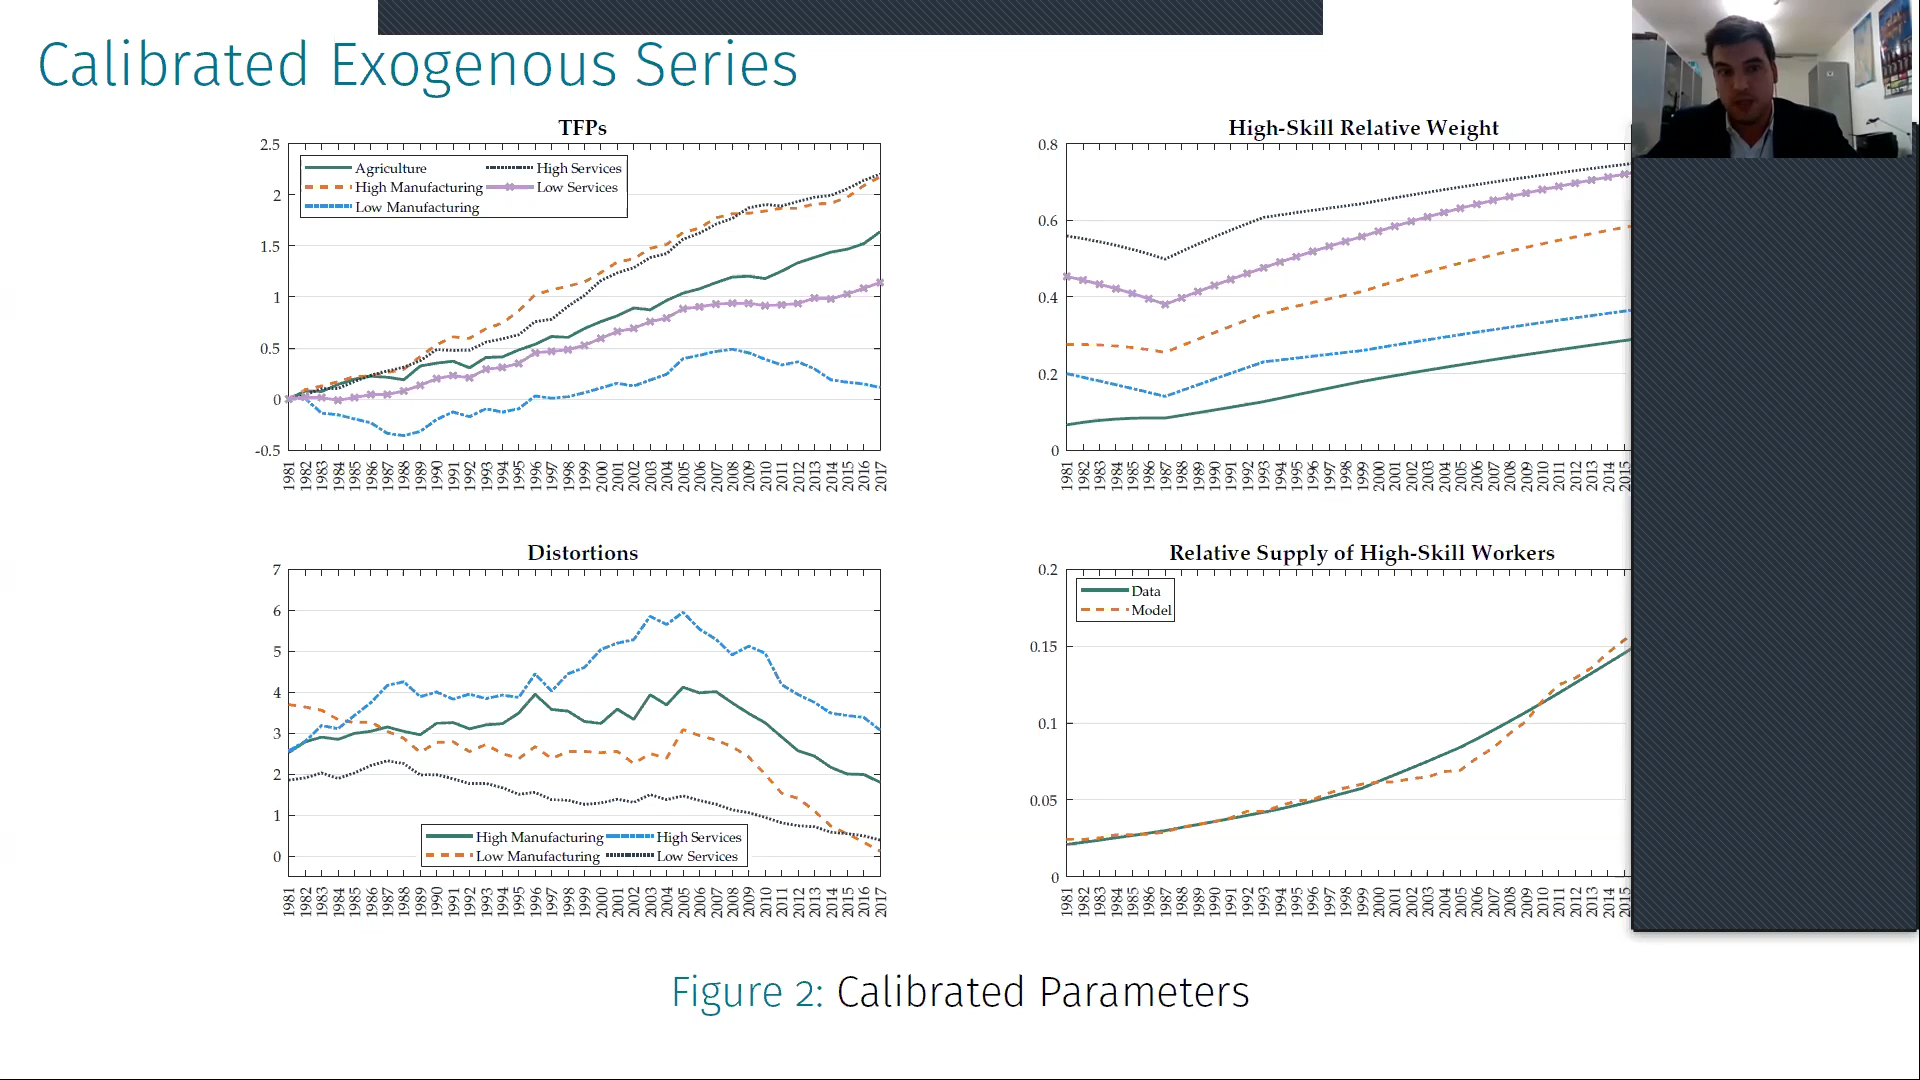 Calibrated Exogenous Series
TFPs
2.5
2
1.5
1
0.5
0
-0.5
Agriculture
High Manufacturing
Low Manufacturing
High Services
Low Services
1981 1982 1983 1984 1985 1986 1987 1988 1989 1990 1991 1992 1993 1994 1995 1996 1997 1998 1999 2000 2001 2002 2003 2004 2005 2006 2007 2008 2009 2010 2011 2012 2013 2014 2015 2016 2017
High-Skill Relative Weight
0.8
0.6
0.4
0.2
0
1981 1982 1983 1984 1985 1986 1987 1988 1989 1990 1991 1992 1993 1994 1995 1996 1997 1998 1999 2000 2001 2002 2003 2004 2005 2006 2007 2008 2009 2010 2011 2012 2013 2014 2015
Distortions
7
6
5
4
3
2
1
0
High Manufacturing
Low Manufacturing
High Services
Low Services
1981 1982 1983 1984 1985 1986 1987 1988 1989 1990 1991 1992 1993 1994 1995 1996 1997 1998 1999 2000 2001 2002 2003 2004 2005 2006 2007 2008 2009 2010 2011 2012 2013 2014 2015 2016 2017
Relative Supply of High-Skill Workers
0.2
0.15
0.1
0.05
0
Data
Model
1981 1982 1983 1984 1985 1986 1987 1988 1989 1990 1991 1992 1993 1994 1995 1996 1997 1998 1999 2000 2001 2002 2003 2004 2005 2006 2007 2008 2009 2010 2011 2012 2013 2014 2015
Figure 2: Calibrated Parameters